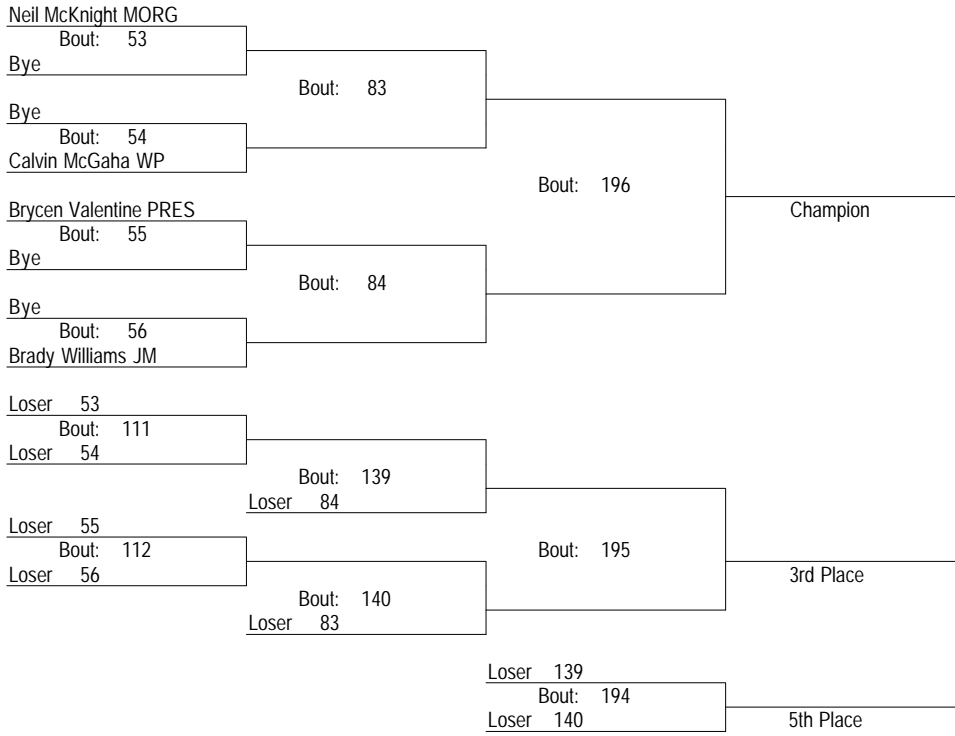 Neil McKnight MORG
Bout: 53
Bye
Bout: 83
Bye
Bout: 54
Calvin McGaha WP
Bout: 196
Brycen Valentine PRES
Champion
Bout: 55
Bye
Bout: 84
Bye
Bout: 56
Brady Williams JM
Loser 53
Bout: 111
Loser 54
Bout: 139
Loser 84
Loser 55
Bout: 112
Bout: 195
Loser 56
3rd Place
Bout: 140
Loser 83
Loser 139
Bout: 194
Loser 140
5th Place